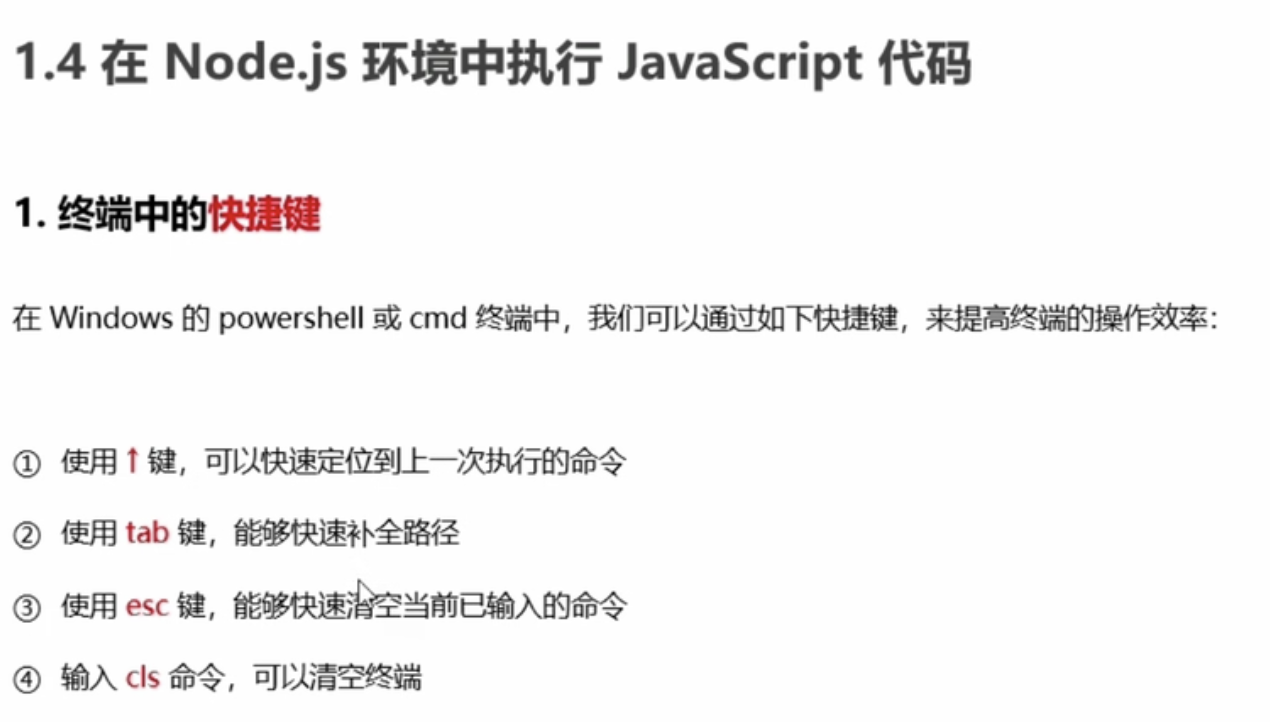 1.4 在 Node.js 环境中执行 JavaScript 代码
1. 终端中的快捷键
在 Windows 的 powershell 或 cmd 终端中，我们可以通过如下快捷键，来提高终端的操作效率：
① 使用 ↑ 键，可以快速定位到上一次执行的命令
② 使用 tab 键，能够快速补全路径
③ 使用 esc 键，能够快速清空当前已输入的命令
④ 输入 cls 命令，可以清空终端